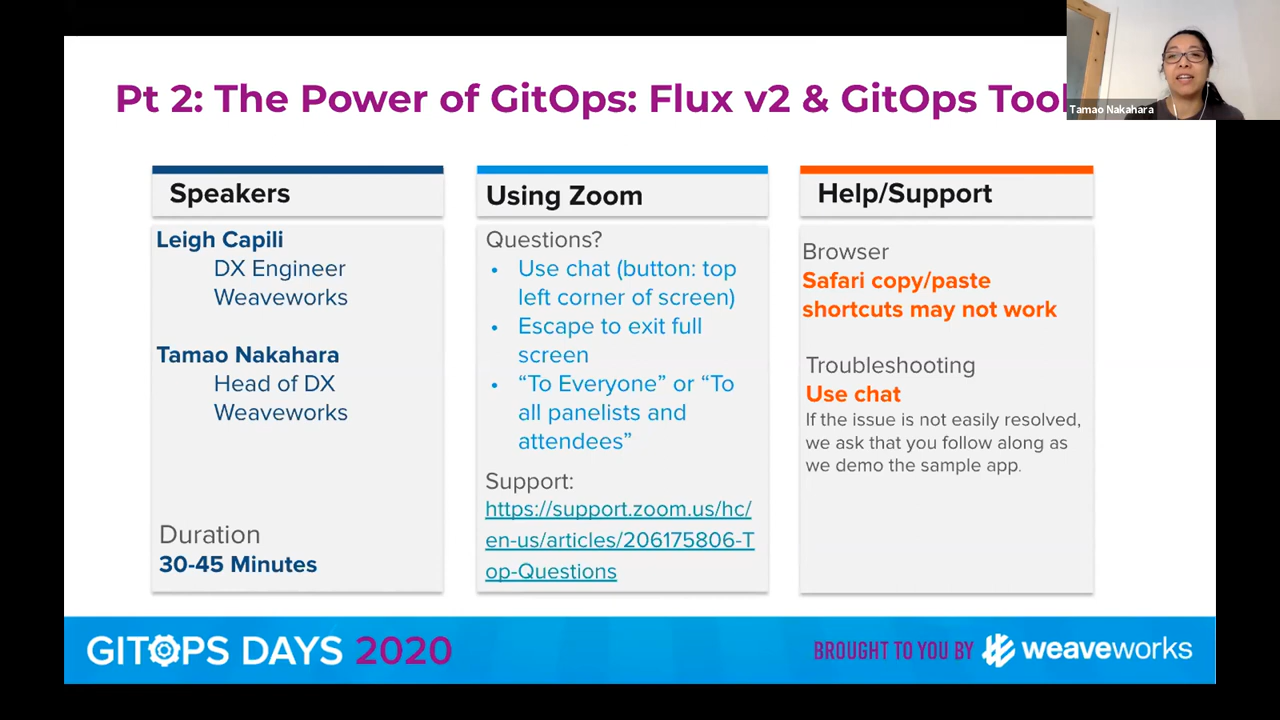 Pt 2: The Power of GitOps: Flux v2 & GitOps Tool
Tamao Nakahara
Speakers
Leigh Capili
DX Engineer
Weaveworks
Tamao Nakahara
Head of DX
Weaveworks
Duration
30-45 Minutes
Using Zoom
Questions?
• Use chat (button: top
left corner of screen)
• Escape to exit full
screen
• “To Everyone” or “To
all panelists and
attendees”
Support:
https://support.zoom.us/hc/
en-us/articles/206175806-T
op-Questions
Help/Support
Browser
Safari copy/paste
shortcuts may not work
Troubleshooting
Use chat
If the issue is not easily resolved,
we ask that you follow along as
we demo the sample app.
GITOPS DAYS 2020
BROUGHT TO YOU BY weaveworks